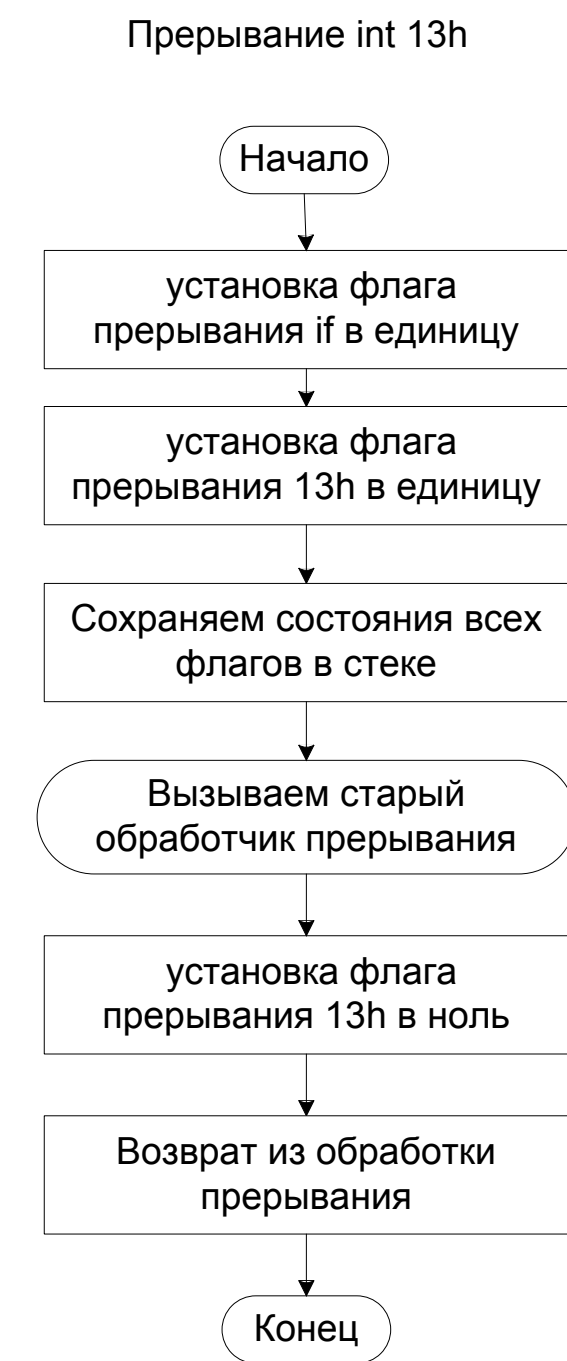 Прерывание int 13h
Начало
установка флага
прерывания if в единицу
установка флага
прерывания 13h в единицу
Сохраняем состояния всех
флагов в стеке
Вызываем старый
обработчик прерывания
установка флага
прерывания 13h в ноль
Возврат из обработки
прерывания
Конец